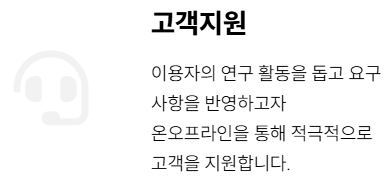 고객지원
이용자의 연구 활동을 돕고 요구
사항을 반영하고자
온오프라인을 통해 적극적으로
고객을 지원합니다.